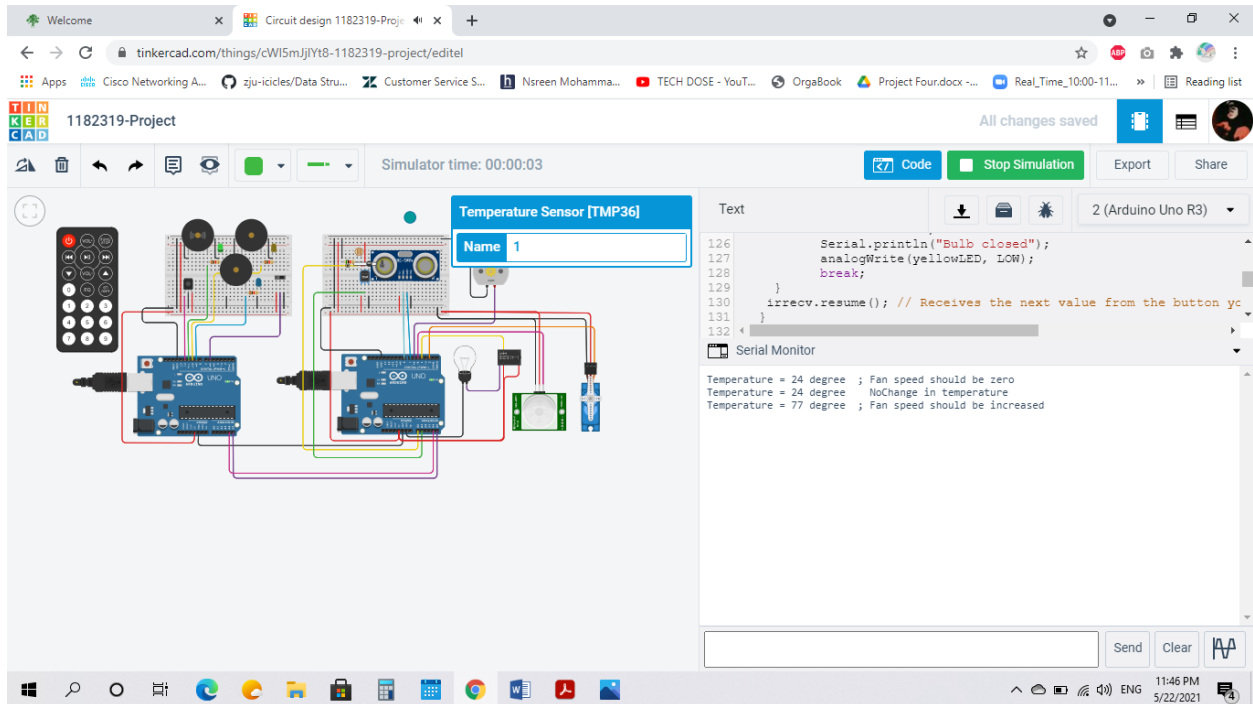 Welcome
Circuit design 1182319-Proje
tinkercad.com/things/cWl5mJjlYt8-1182319-project/editel
ABP
Apps
Cisco Networking A...
zju-icicles/Data Stru...
Customer Service S...
Nsreen Mohamma...
TECH DOSE - YouT...
OrgaBook
Project Four.docx -...
Real_Time_10:00-11...
»
Reading list
TIN
KER
CAD
1182319-Project
All changes saved
Simulator time: 00:00:03
Code
Stop Simulation
Export
Share
Temperature Sensor [TMP36]
Name 1
UNO
UNO
Text
2 (Arduino Uno R3)
126 Serial.println("Bulb closed");
127 analogWrite(yellowLED, LOW);
128 break;
129 }
130 irrecv.resume(); // Receives the next value from the button yo
131 }
132
Serial Monitor
Temperature = 24 degree ; Fan speed should be zero
Temperature = 24 degree NoChange in temperature
Temperature = 77 degree ; Fan speed should be increased
Send
Clear
ENG
11:46 PM
5/22/2021
4